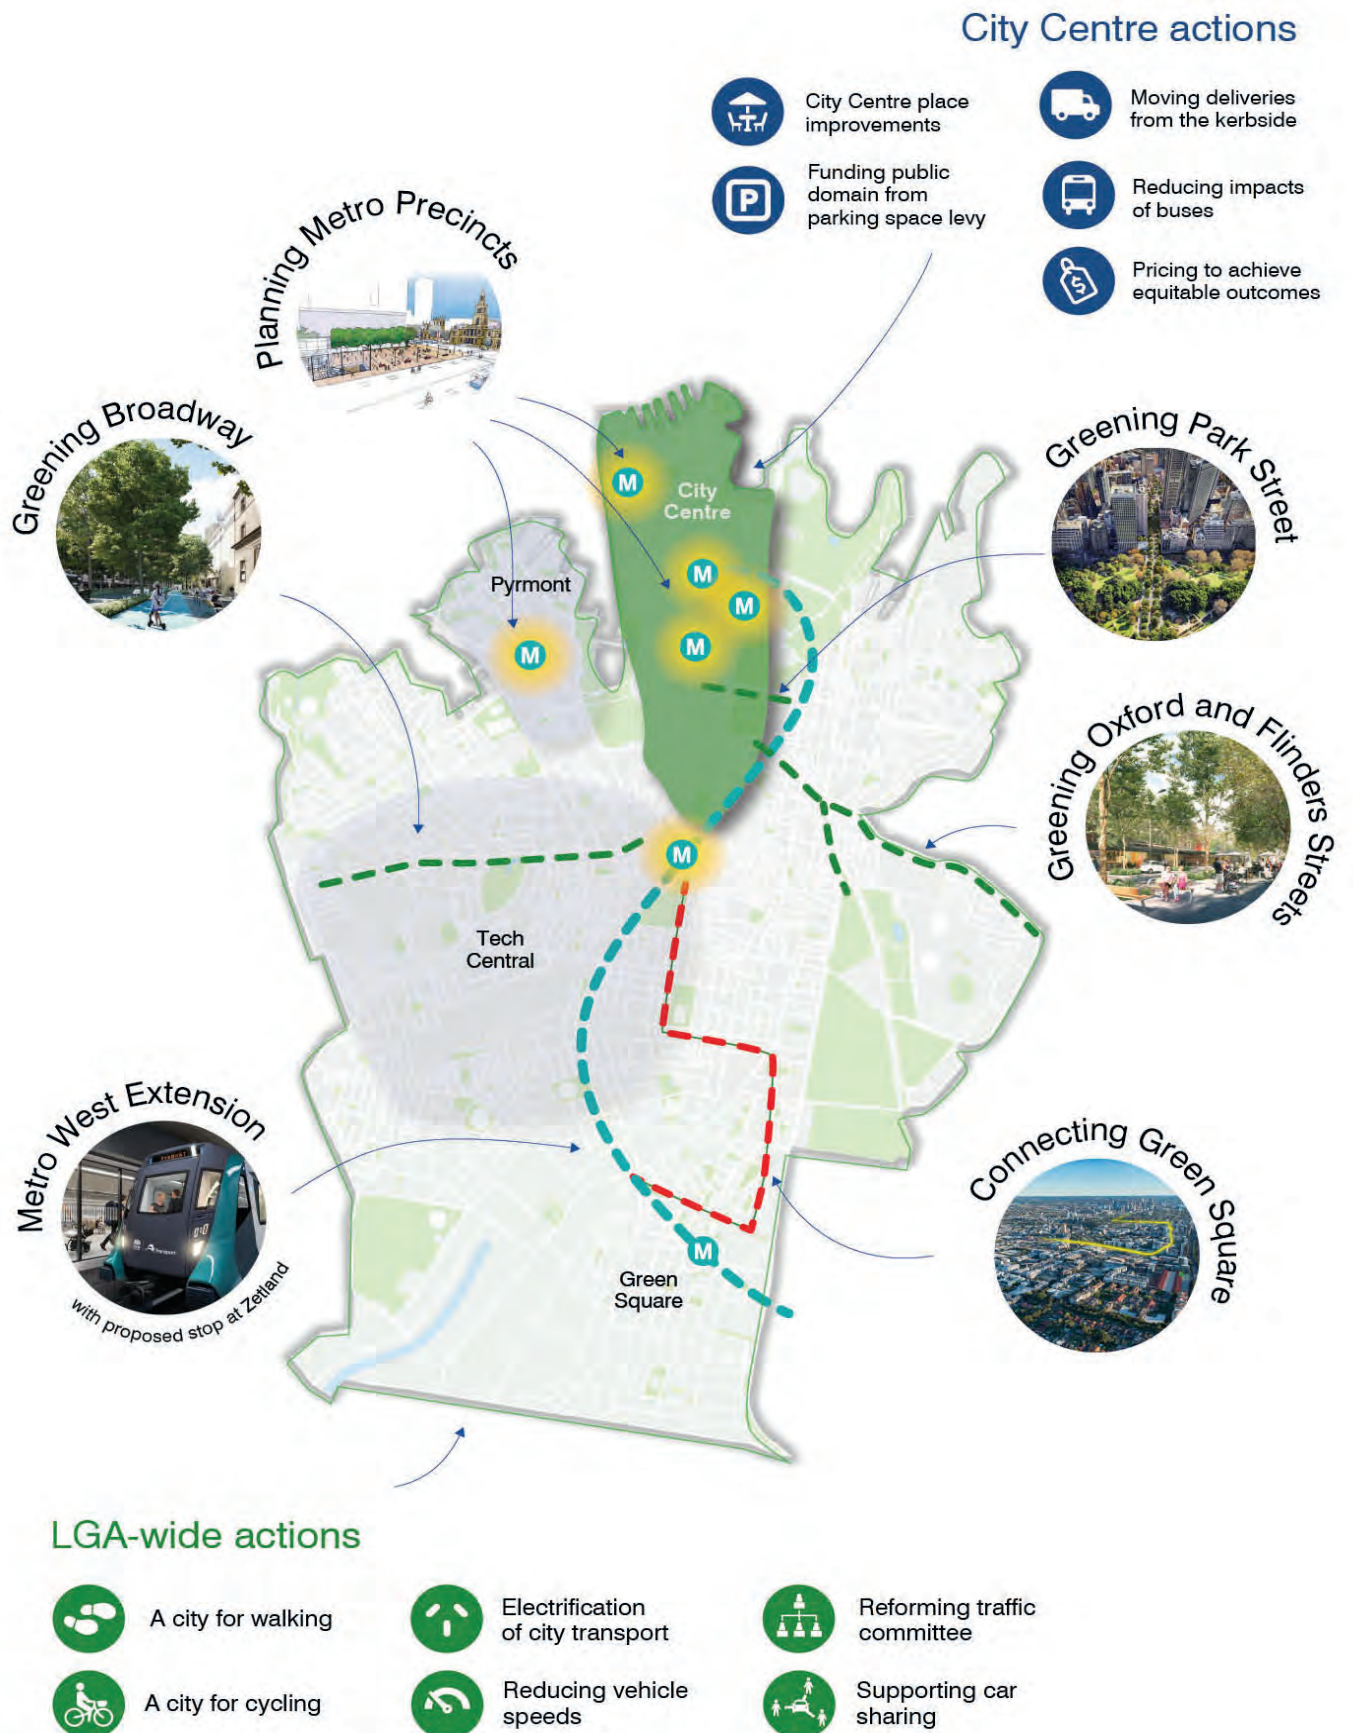 City Centre actions
City Centre place
improvements
Moving deliveries
from the kerbside
Funding public
domain from
parking space levy
P
Reducing impacts
of buses
Pricing to achieve
equitable outcomes
$
Planning Metro Precincts
Greening Broadway
Greening Park Street
Greening Oxford and Flinders Streets
M
City
Centre
M
M
M
Pyrmont
M
M
Tech
Central
Metro West Extension
with proposed stop at Zetland
Connecting Green Square
M
Green
Square
LGA-wide actions
A city for walking
Electrification
of city transport
Reforming traffic
committee
A city for cycling
Reducing vehicle
speeds
Supporting car
sharing